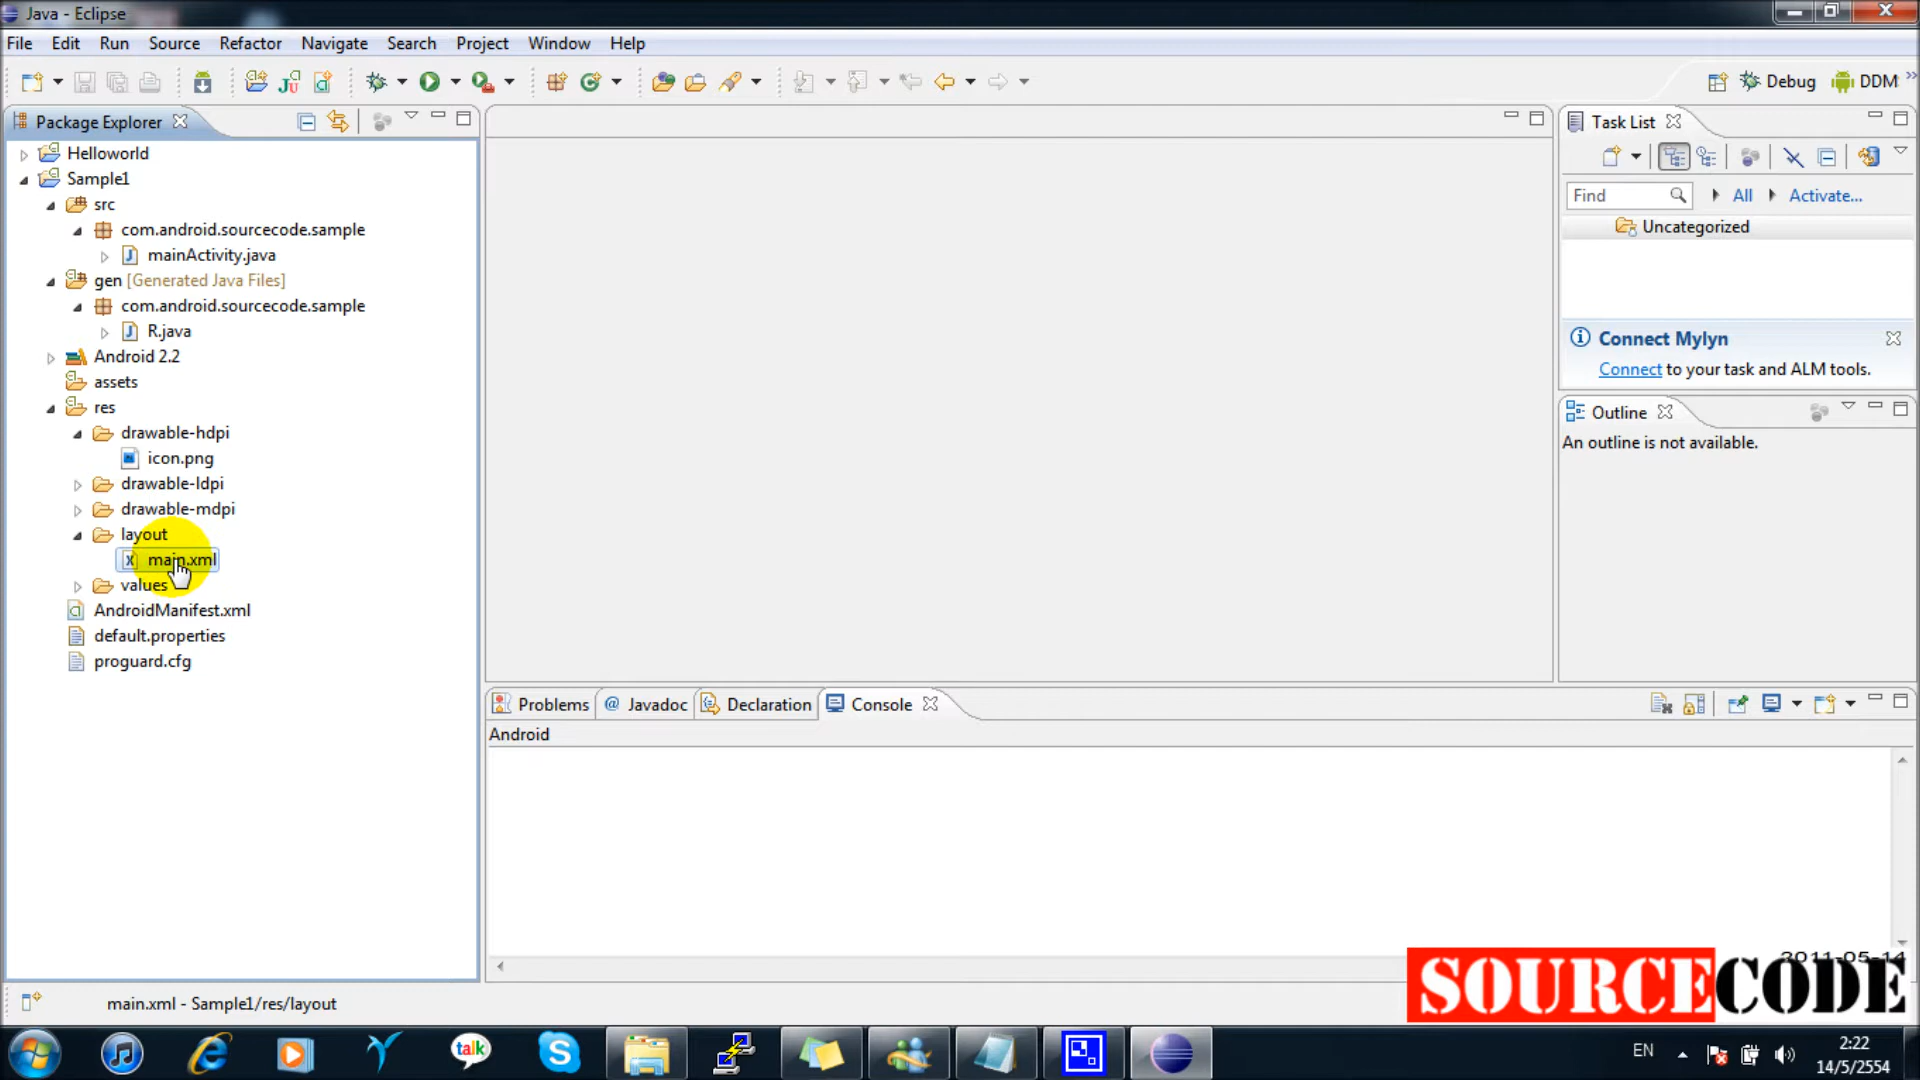 Java - Eclipse
File Edit Run Source Refactor Navigate Search Project Window Help
Debug DDM
Package Explorer
Helloworld
Sample1
src
com.android.sourcecode.sample
mainActivity.java
gen [Generated Java Files]
com.android.sourcecode.sample
R.java
Android 2.2
assets
res
drawable-hdpi
icon.png
drawable-ldpi
drawable-mdpi
layout
main.xml
values
AndroidManifest.xml
default.properties
proguard.cfg
Task List
Find All Activate...
Uncategorized
Connect Mylyn
Connect to your task and ALM tools.
Outline
An outline is not available.
Problems @ Javadoc Declaration Console
Android
2011-05-14
SOURCECODE
main.xml - Sample1/res/layout
talk
EN
2:22
14/5/2554